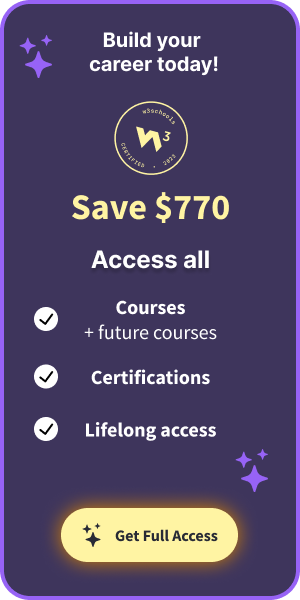 Build your
career today!
w3schools
CERTIFIED . 2023
Save $770
Access all
Courses
+ future courses
Certifications
Lifelong access
Get Full Access